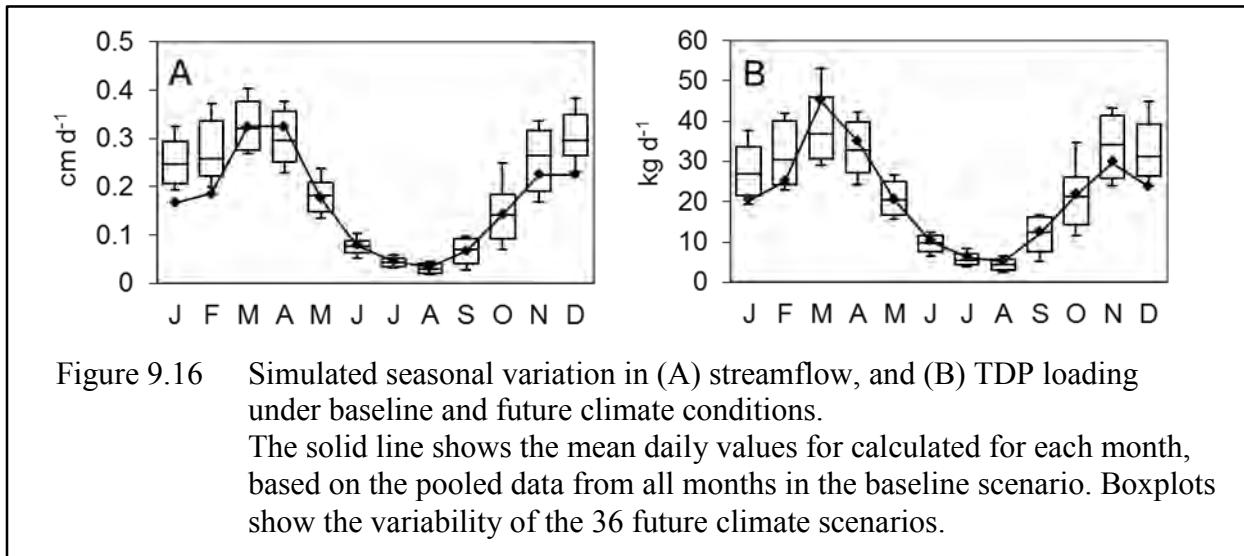 0.5
0.4
0.3
0.2
0.1
0
cm d-1
A
J F M A M J J A S O N D
60
50
40
30
20
10
0
kg d-1
B
J F M A M J J A S O N D
Figure 9.16 Simulated seasonal variation in (A) streamflow, and (B) TDP loading
under baseline and future climate conditions.
The solid line shows the mean daily values for calculated for each month,
based on the pooled data from all months in the baseline scenario. Boxplots
show the variability of the 36 future climate scenarios.